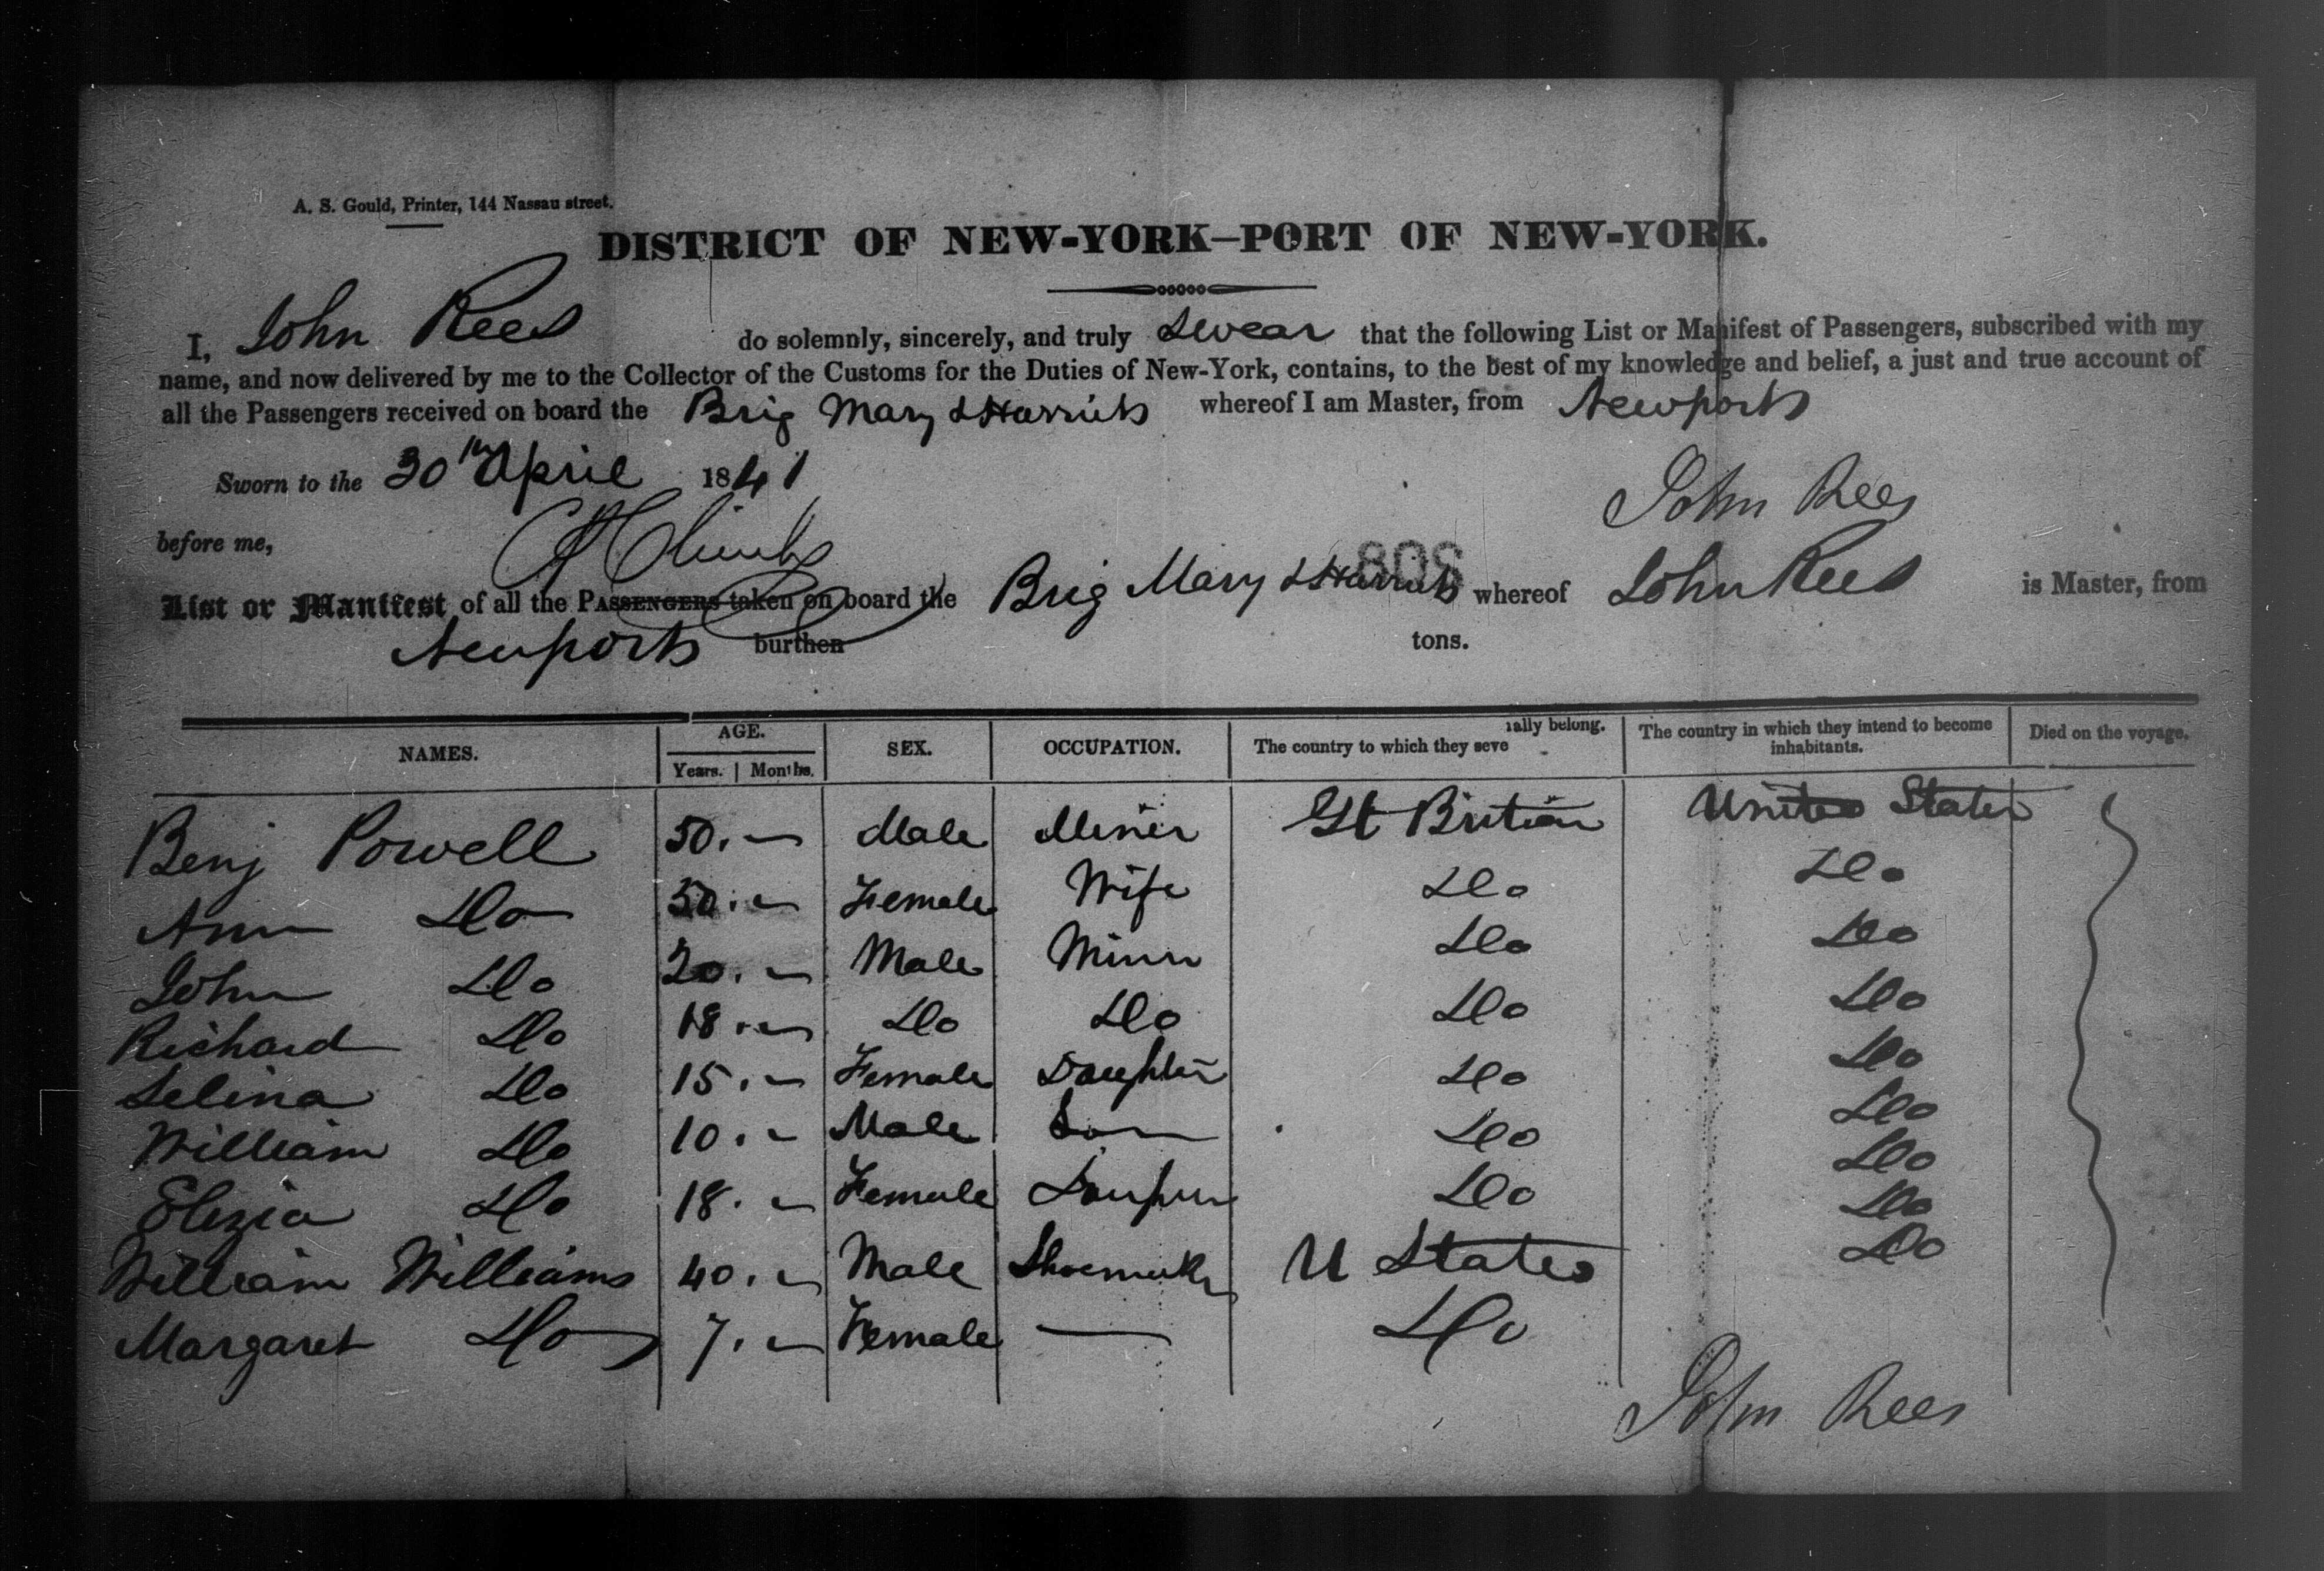 A. S. Gould, Printer, 144 Nassau street.
DISTRICT OF NEW-YORK—PORT OF NEW-YORK.
I, John Rees do solemnly, sincerely, and truly Swear that the following List or Manifest of Passengers, subscribed with my
name, and now delivered by me to the Collector of the Customs for the Duties of New-York, contains, to the best of my knowledge and belief, a just and true account of
all the Passengers received on board the Brig Mary & Harriet whereof I am Master, from Newport
Sworn to the 30th April 1841
John Rees
before me,
808
List or Manifest of all the PASSENGERS taken on board the Brig Mary & Harriet whereof John Rees is Master, from
Newport burthen tons.
NAMES. AGE. Years. Months. SEX. OCCUPATION. The country to which they seve rally belong. The country in which they intend to become inhabitants. Died on the voyage.
Benj Powell 50. — Male Miner Gt Britian United States
Ann Do 50. — Female Wife Do Do
John Do 20. — Male Miner Do Do
Richard Do 18. — Do Do Do Do
Selina Do 15. — Female Daughter Do Do
William Do 10. — Male Son Do Do
Elizia Do 18. — Female Do Do
William Williams 40. — Male Shoemaker U States Do
Margaret Do 7. — Female — Do Do
John Rees